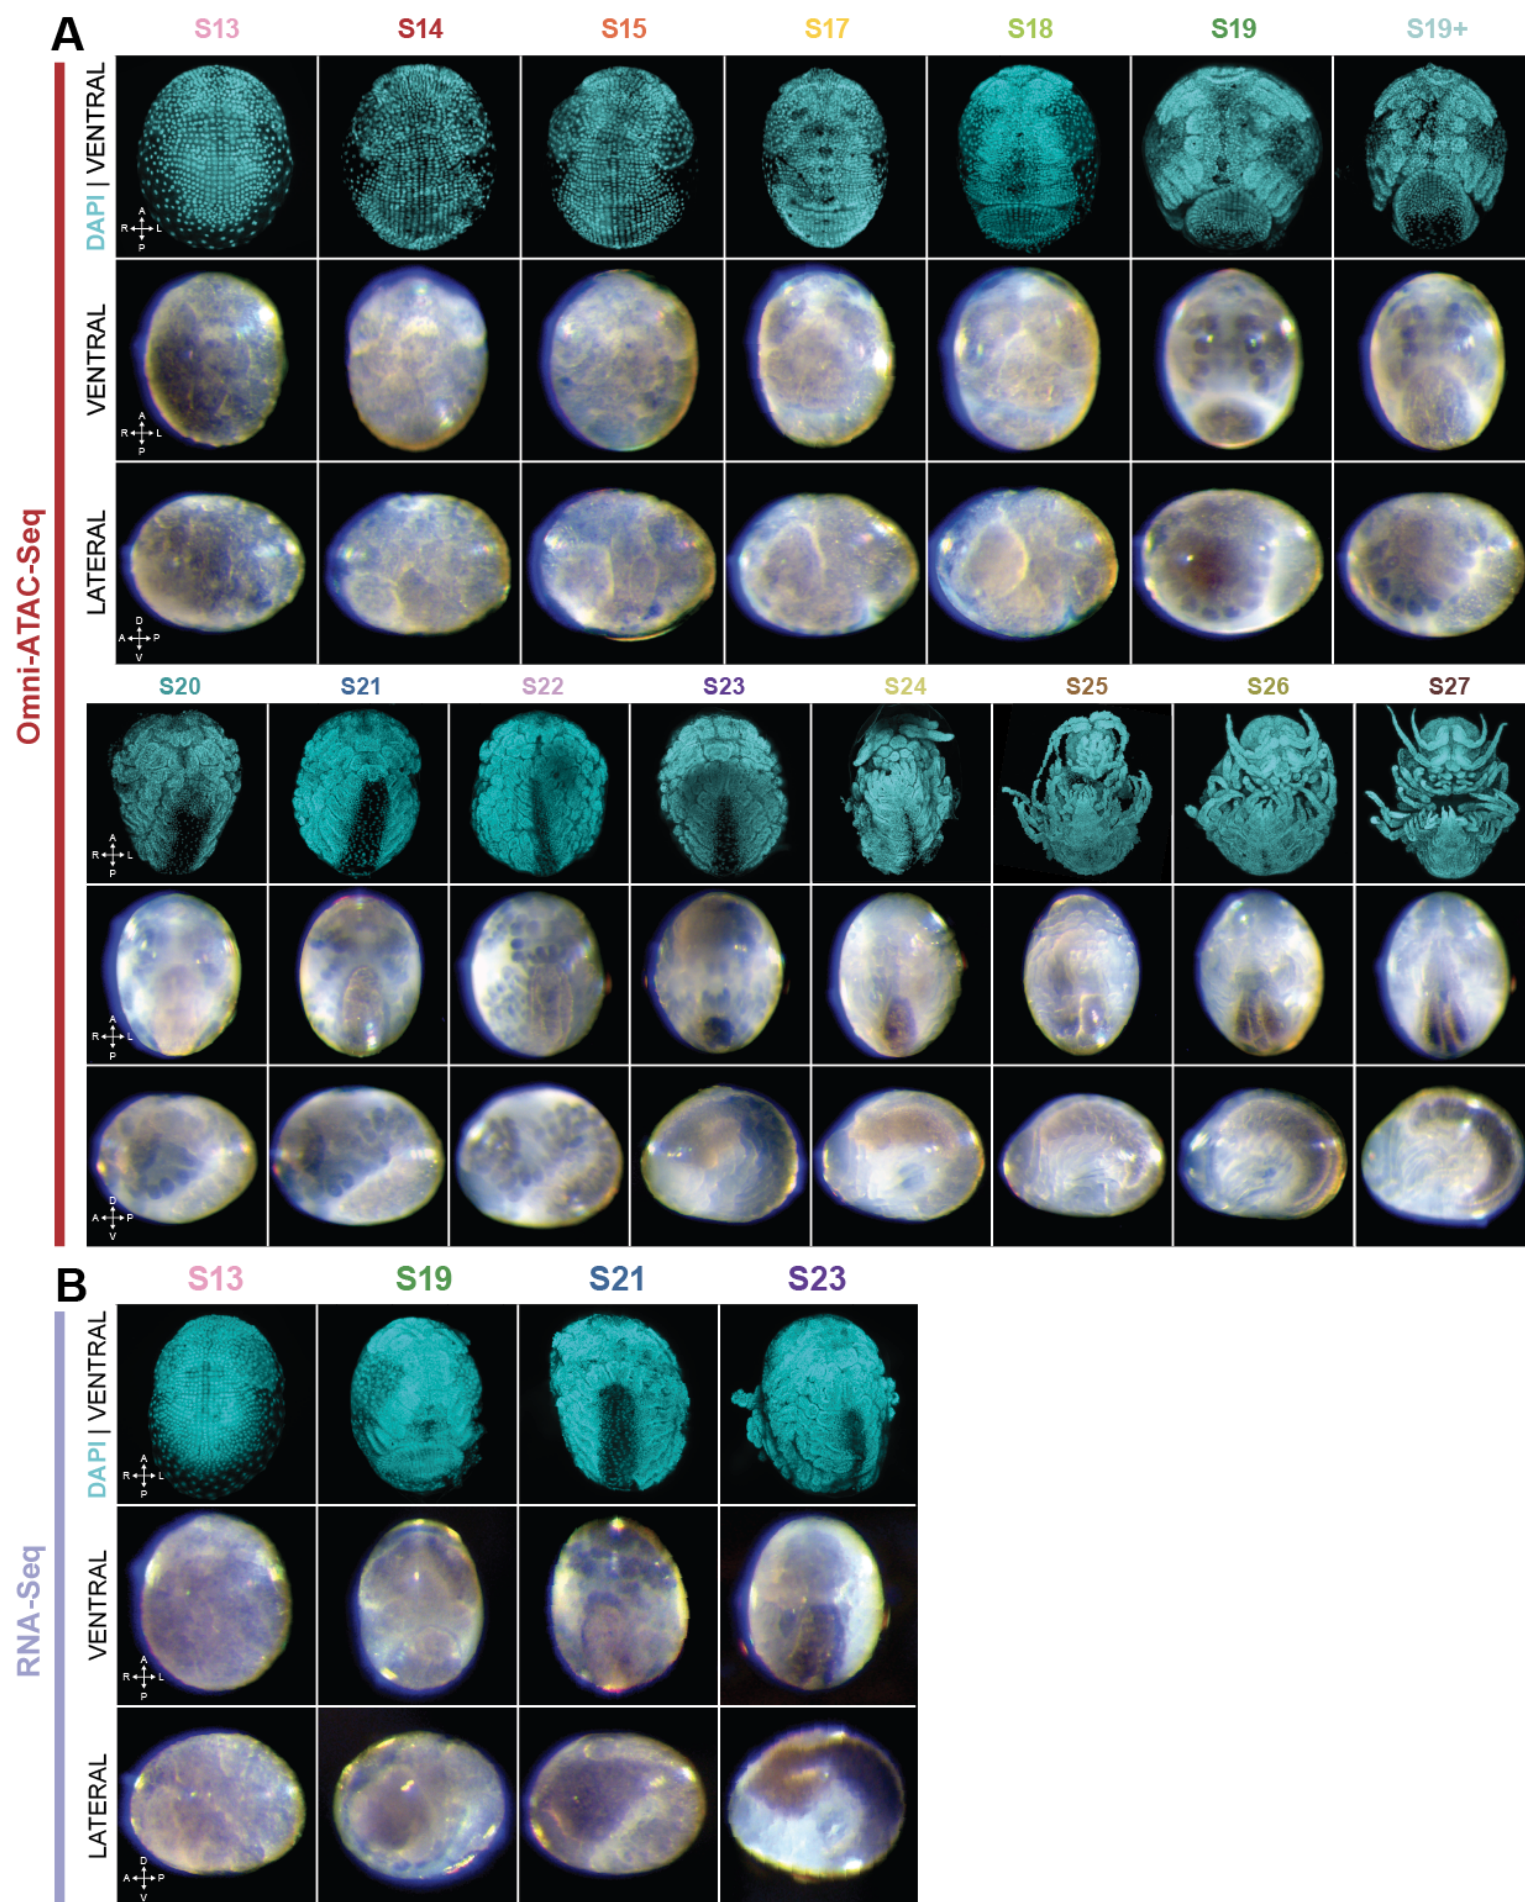 A
S13 S14 S15 S17 S18 S19 S19+
Omni-ATAC-Seq
DAPI | VENTRAL
A
R L
P
VENTRAL
A
R L
P
LATERAL
D
A P
V
S20 S21 S22 S23 S24 S25 S26 S27
A
R L
P
A
R L
P
D
A P
V
B
S13 S19 S21 S23
RNA-Seq
DAPI | VENTRAL
A
R L
P
VENTRAL
A
R L
P
LATERAL
D
A P
V